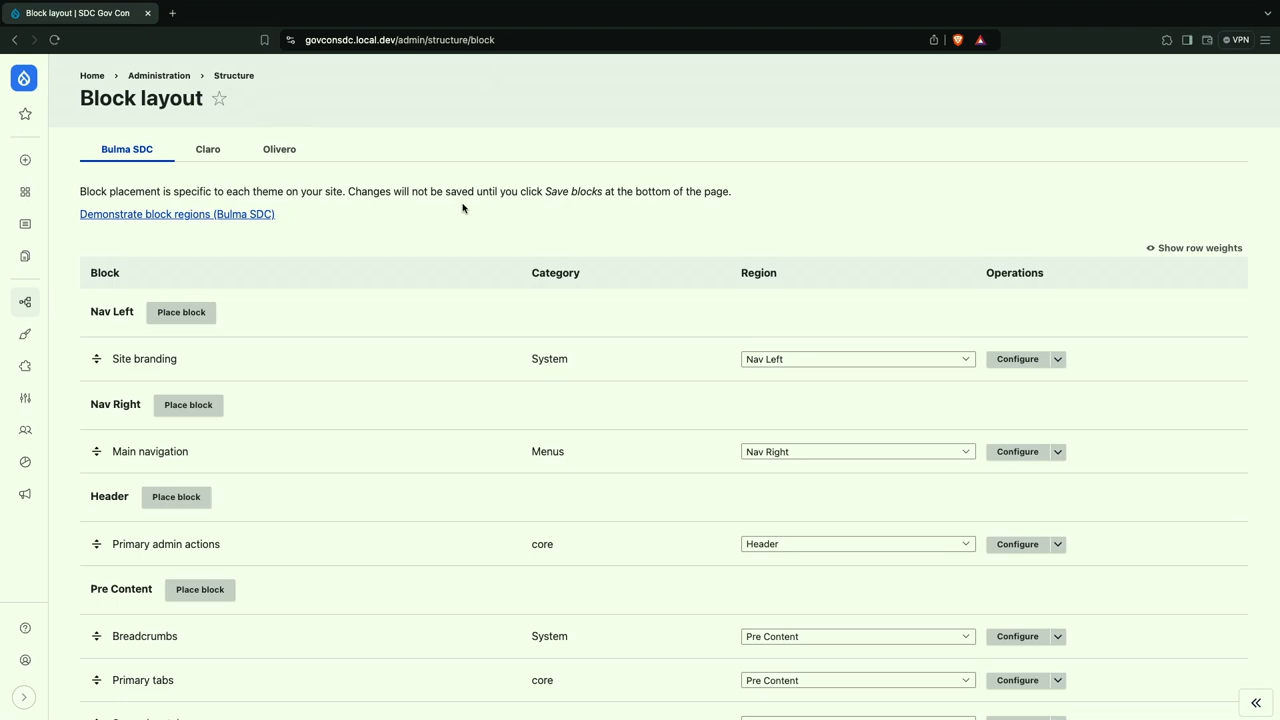 Block layout | SDC Gov Con
govconsdc.local.dev/admin/structure/block
VPN
Home › Administration › Structure
Block layout
Bulma SDC Claro Olivero
Block placement is specific to each theme on your site. Changes will not be saved until you click Save blocks at the bottom of the page.
Demonstrate block regions (Bulma SDC)
Show row weights
Block Category Region Operations
Nav Left Place block
Site branding System Nav Left Configure
Nav Right Place block
Main navigation Menus Nav Right Configure
Header Place block
Primary admin actions core Header Configure
Pre Content Place block
Breadcrumbs System Pre Content Configure
Primary tabs core Pre Content Configure